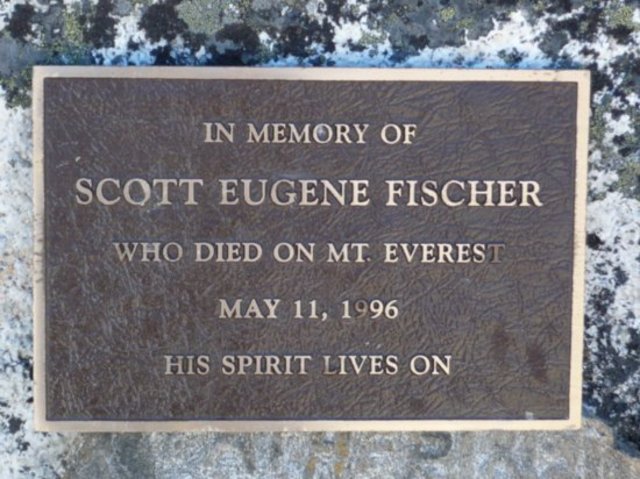 IN MEMORY OF
SCOTT EUGENE FISCHER
WHO DIED ON MT. EVEREST
MAY 11, 1996
HIS SPIRIT LIVES ON